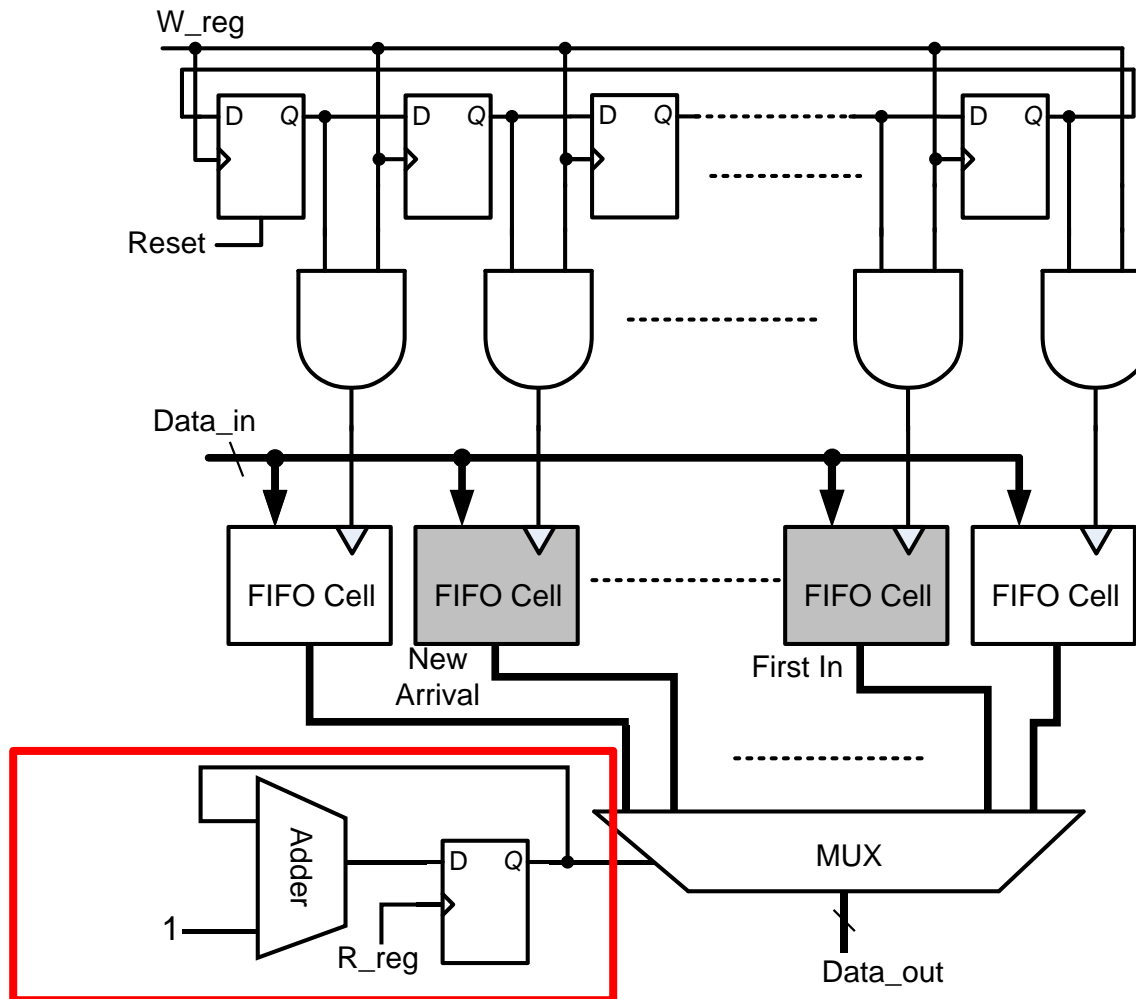 W_reg
D Q
D Q
D Q
D Q
Reset
Data_in
FIFO Cell
FIFO Cell
FIFO Cell
FIFO Cell
New
Arrival
First In
Adder
D Q
MUX
1
R_reg
Data_out